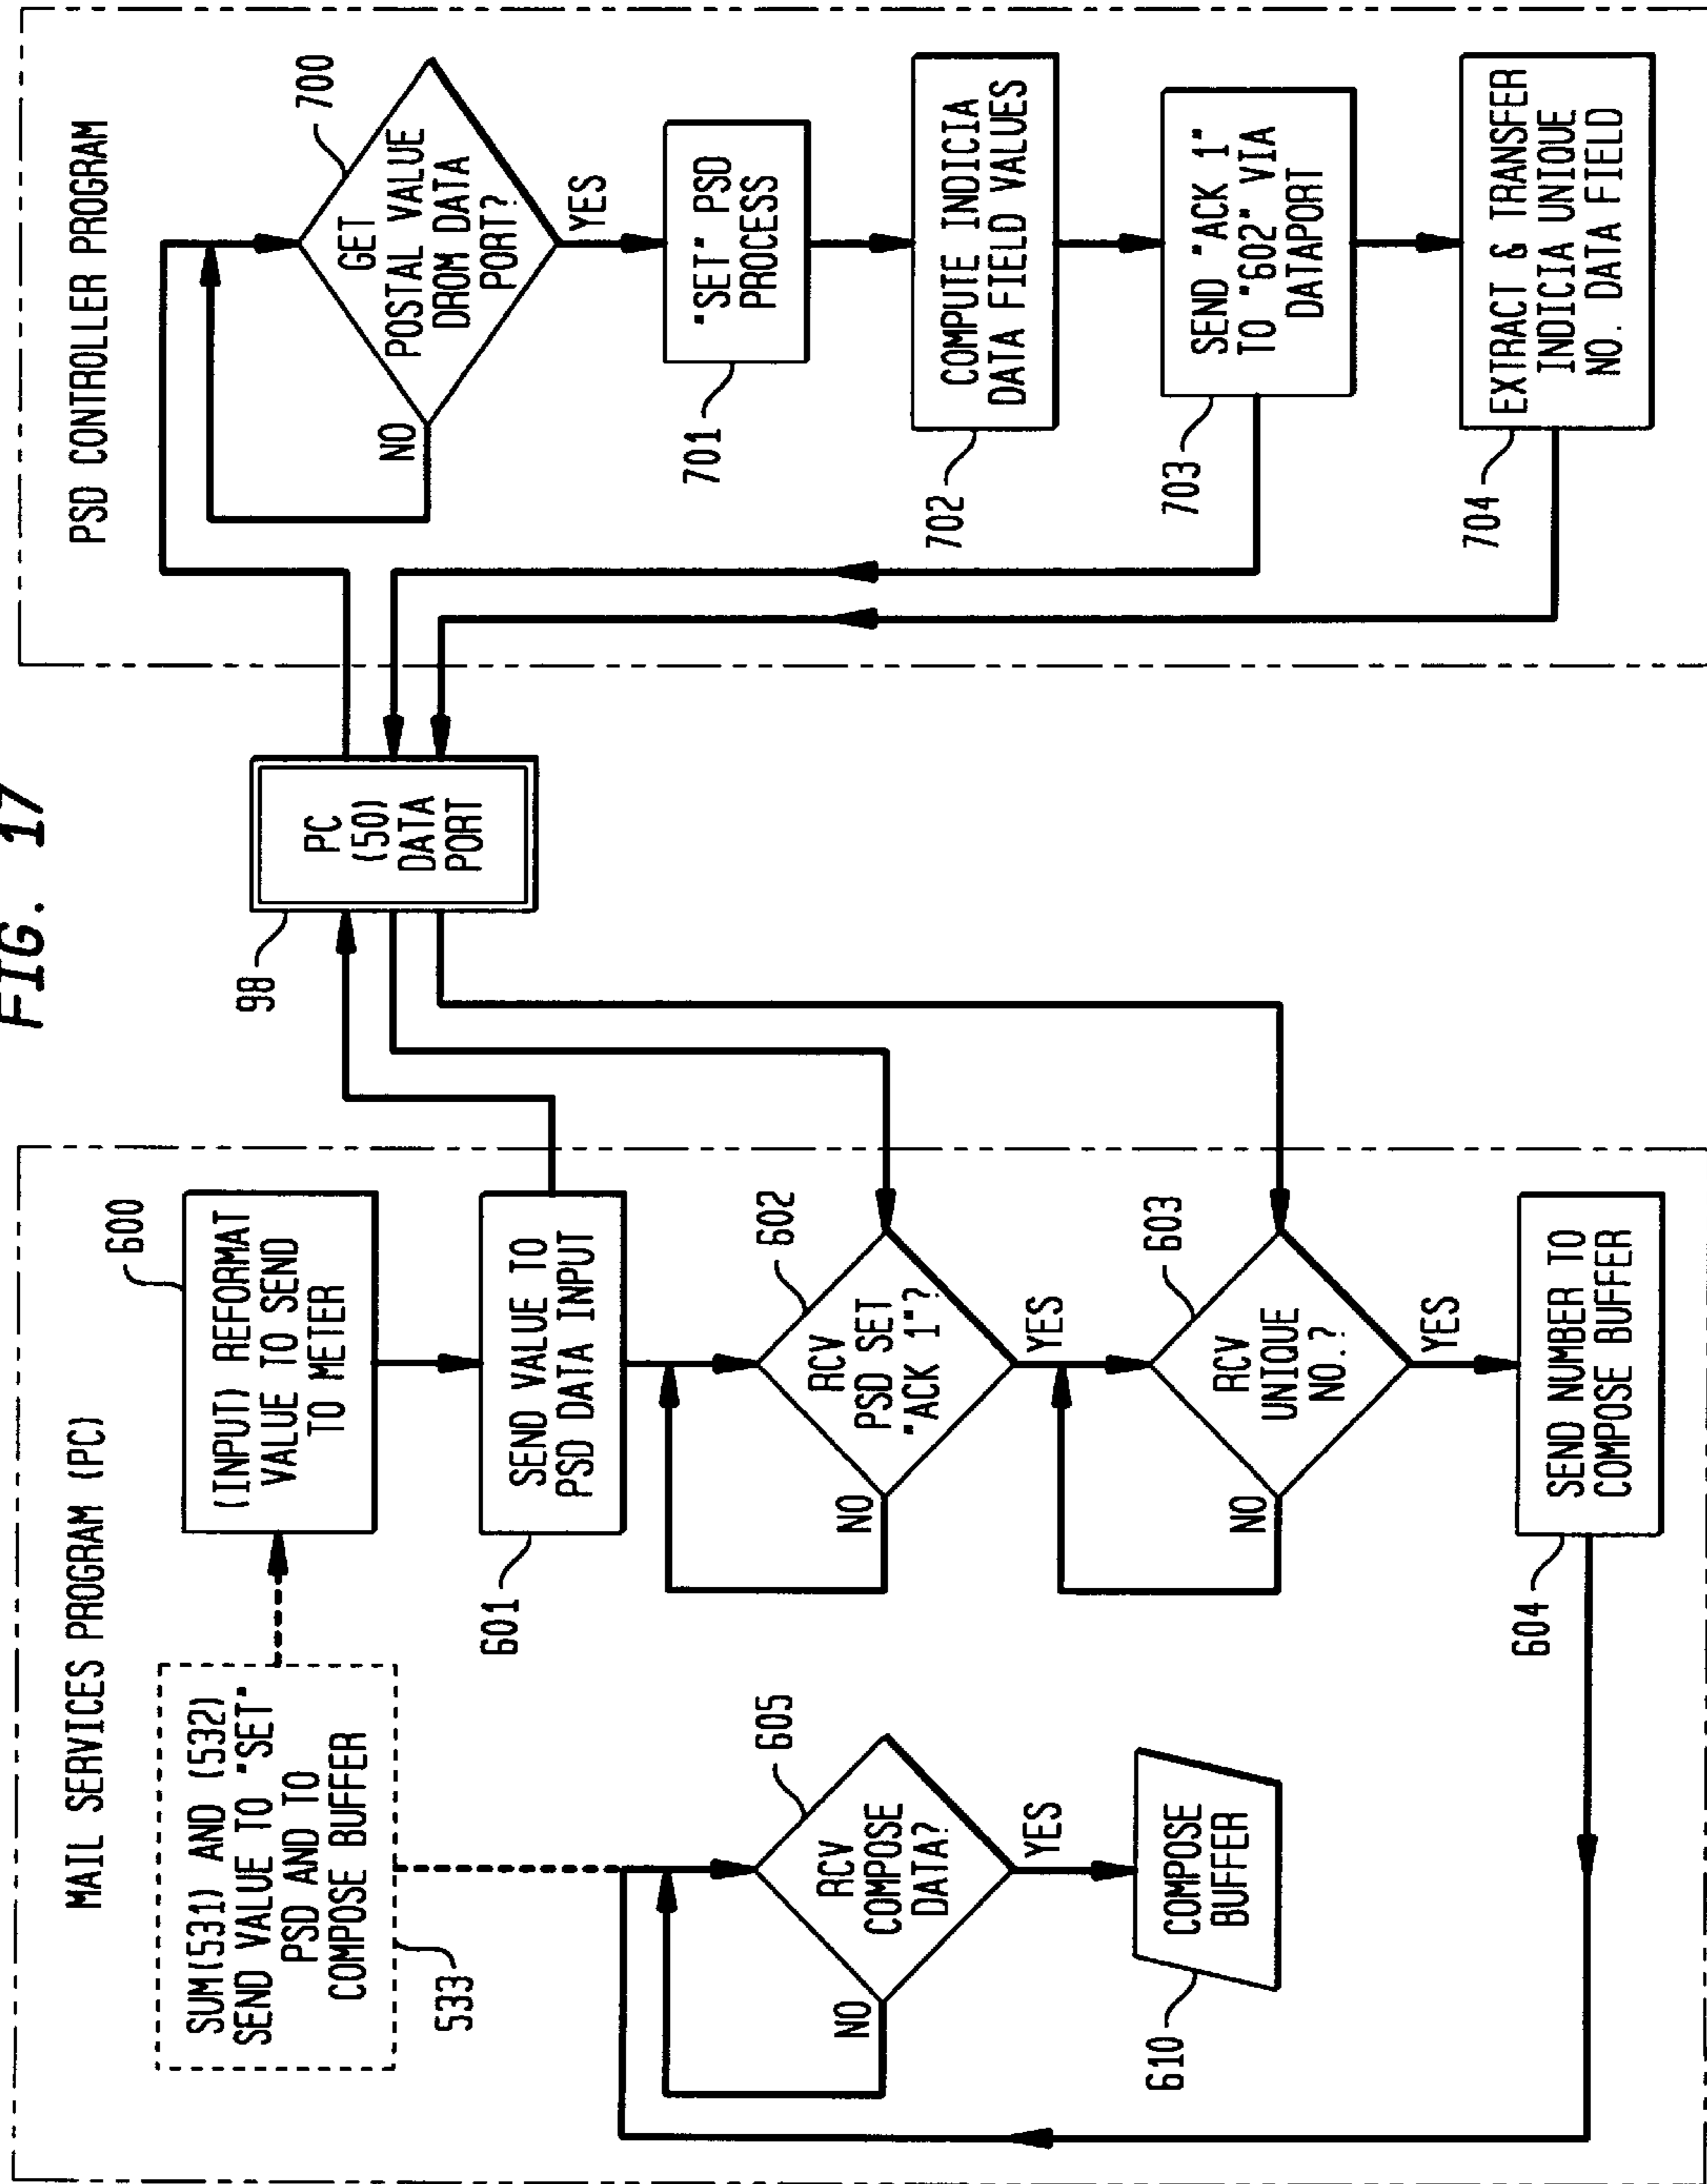 FIG. 17
MAIL SERVICES PROGRAM (PC)
SUM(531) AND (532)
SEND VALUE TO "SET"
PSD AND TO
COMPOSE BUFFER
533
(INPUT) REFORMAT
VALUE TO SEND
TO METER
600
SEND VALUE TO
PSD DATA INPUT
601
RCV
PSD SET
"ACK 1"?
602
NO
YES
RCV
UNIQUE
NO.?
603
NO
YES
SEND NUMBER TO
COMPOSE BUFFER
604
RCV
COMPOSE
DATA?
605
NO
YES
COMPOSE
BUFFER
610
PC
(50)
DATA
PORT
98
PSD CONTROLLER PROGRAM
GET
POSTAL VALUE
DROM DATA
PORT?
700
NO
YES
"SET" PSD
PROCESS
701
COMPUTE INDICIA
DATA FIELD VALUES
702
SEND "ACK 1"
TO "602" VIA
DATAPORT
703
EXTRACT & TRANSFER
INDICIA UNIQUE
NO. DATA FIELD
704